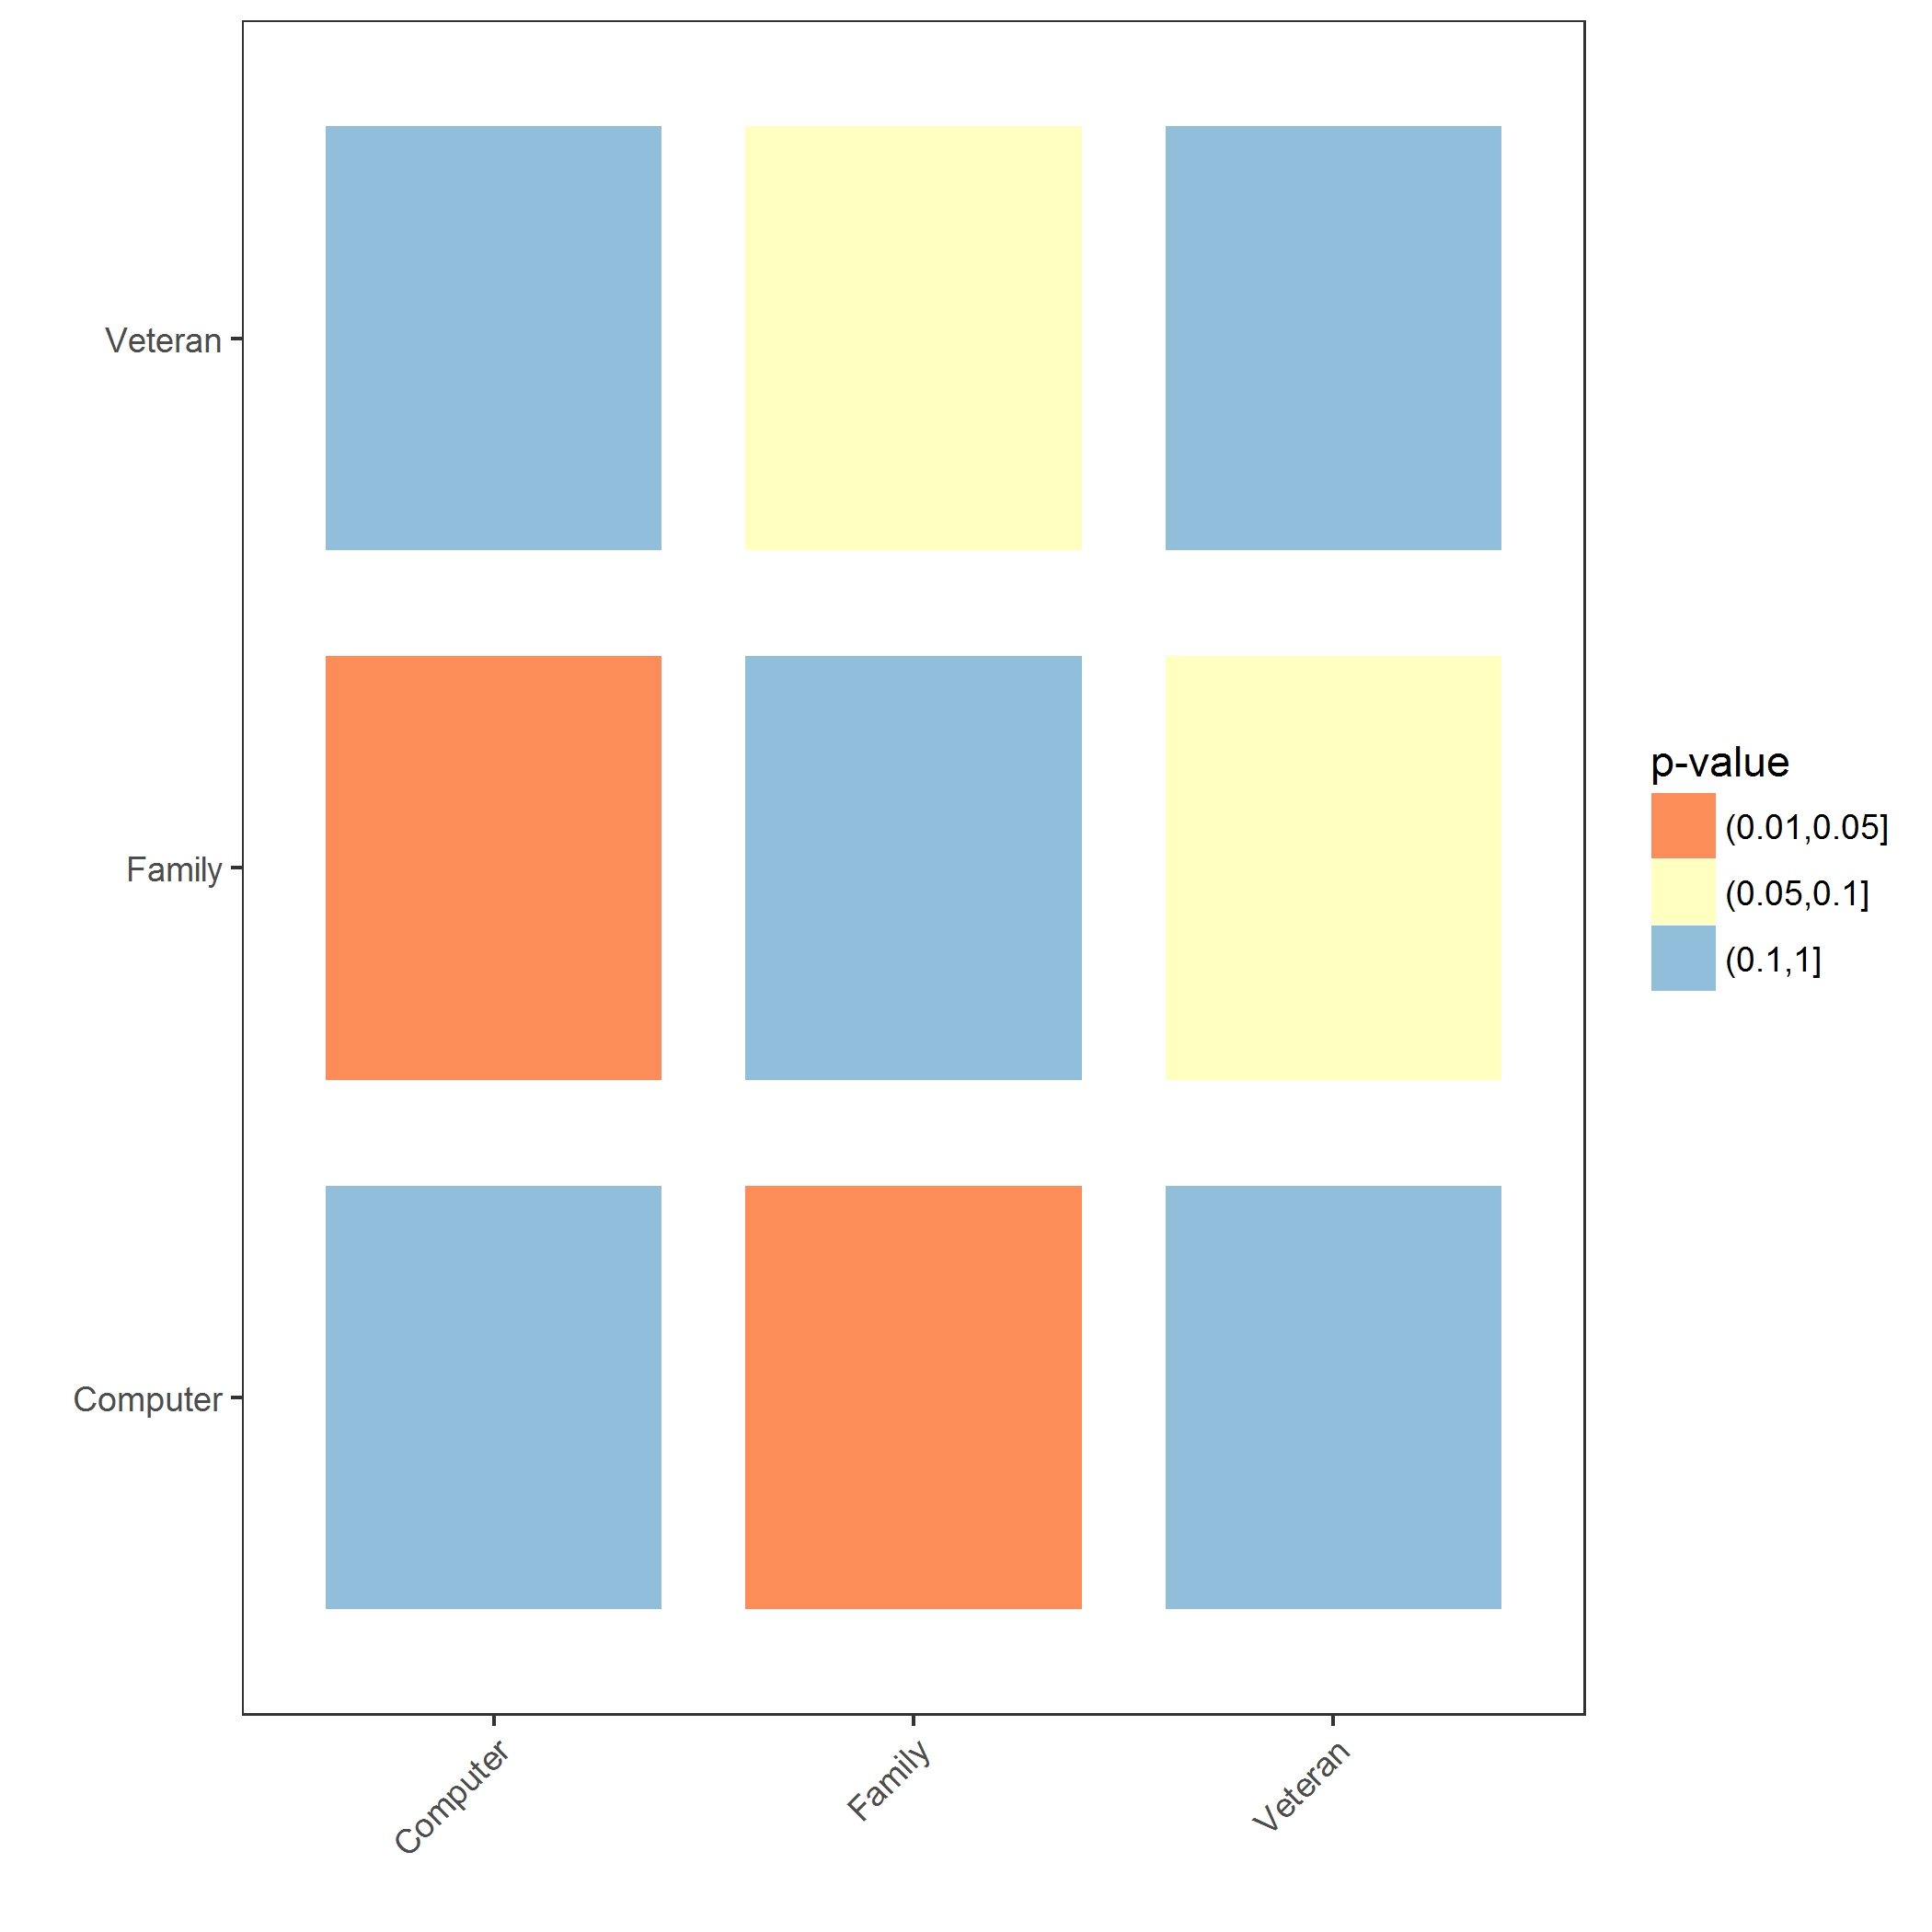 Veteran
Family
Computer
Computer
Family
Veteran
p-value
(0.01,0.05]
(0.05,0.1]
(0.1,1]